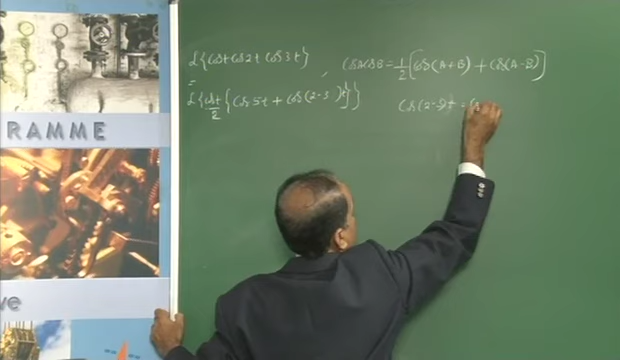 L{cos t cos 2t cos 3t}
, cos A cos B = 1/2 [cos(A+B) + cos(A-B)]
=
L{cos t/2 {cos 5t + cos(2-3)t}}
cos(2-3)t = c
RAMME
ve